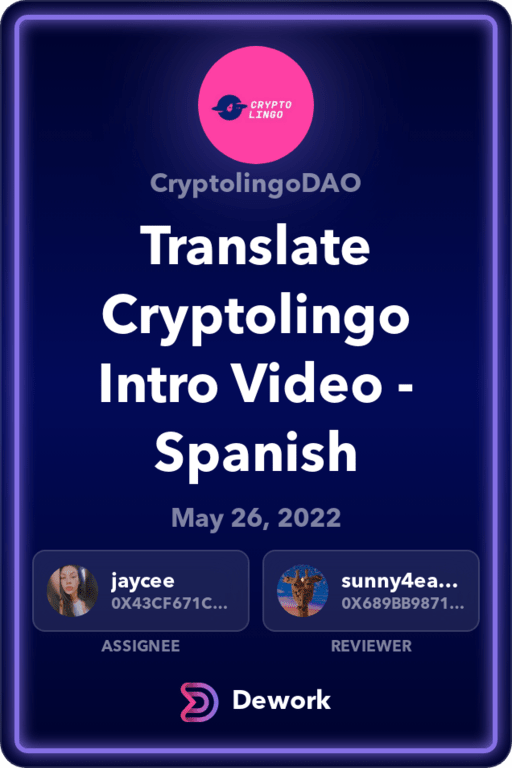 CRYPTO
LINGO
CryptolingoDAO
Translate
Cryptolingo
Intro Video -
Spanish
May 26, 2022
jaycee
0X43CF671C...
ASSIGNEE
sunny4ea...
0X689BB9871...
REVIEWER
Dework